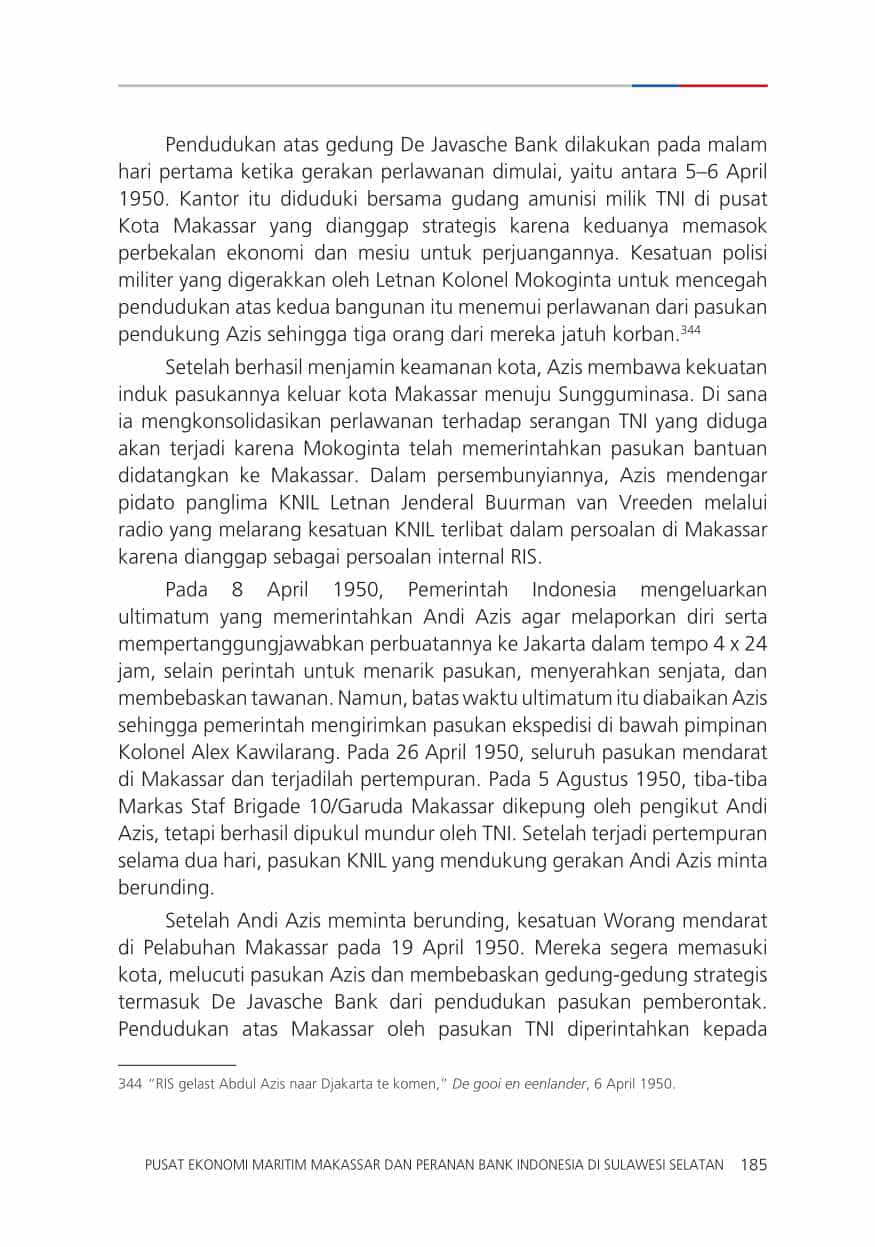 Pendudukan atas gedung De Javasche Bank dilakukan pada malam
hari pertama ketika gerakan perlawanan dimulai, yaitu antara 5–6 April
1950. Kantor itu diduduki bersama gudang amunisi milik TNI di pusat
Kota Makassar yang dianggap strategis karena keduanya memasok
perbekalan ekonomi dan mesiu untuk perjuangannya. Kesatuan polisi
militer yang digerakkan oleh Letnan Kolonel Mokoginta untuk mencegah
pendudukan atas kedua bangunan itu menemui perlawanan dari pasukan
pendukung Azis sehingga tiga orang dari mereka jatuh korban.344
Setelah berhasil menjamin keamanan kota, Azis membawa kekuatan
induk pasukannya keluar kota Makassar menuju Sungguminasa. Di sana
ia mengkonsolidasikan perlawanan terhadap serangan TNI yang diduga
akan terjadi karena Mokoginta telah memerintahkan pasukan bantuan
didatangkan ke Makassar. Dalam persembunyiannya, Azis mendengar
pidato panglima KNIL Letnan Jenderal Buurman van Vreeden melalui
radio yang melarang kesatuan KNIL terlibat dalam persoalan di Makassar
karena dianggap sebagai persoalan internal RIS.
Pada 8 April 1950, Pemerintah Indonesia mengeluarkan
ultimatum yang memerintahkan Andi Azis agar melaporkan diri serta
mempertanggungjawabkan perbuatannya ke Jakarta dalam tempo 4 x 24
jam, selain perintah untuk menarik pasukan, menyerahkan senjata, dan
membebaskan tawanan. Namun, batas waktu ultimatum itu diabaikan Azis
sehingga pemerintah mengirimkan pasukan ekspedisi di bawah pimpinan
Kolonel Alex Kawilarang. Pada 26 April 1950, seluruh pasukan mendarat
di Makassar dan terjadilah pertempuran. Pada 5 Agustus 1950, tiba-tiba
Markas Staf Brigade 10/Garuda Makassar dikepung oleh pengikut Andi
Azis, tetapi berhasil dipukul mundur oleh TNI. Setelah terjadi pertempuran
selama dua hari, pasukan KNIL yang mendukung gerakan Andi Azis minta
berunding.
Setelah Andi Azis meminta berunding, kesatuan Worang mendarat
di Pelabuhan Makassar pada 19 April 1950. Mereka segera memasuki
kota, melucuti pasukan Azis dan membebaskan gedung-gedung strategis
termasuk De Javasche Bank dari pendudukan pasukan pemberontak.
Pendudukan atas Makassar oleh pasukan TNI diperintahkan kepada
344 “RIS gelast Abdul Azis naar Djakarta te komen,” De gooi en eenlander, 6 April 1950.
PUSAT EKONOMI MARITIM MAKASSAR DAN PERANAN BANK INDONESIA DI SULAWESI SELATAN 185